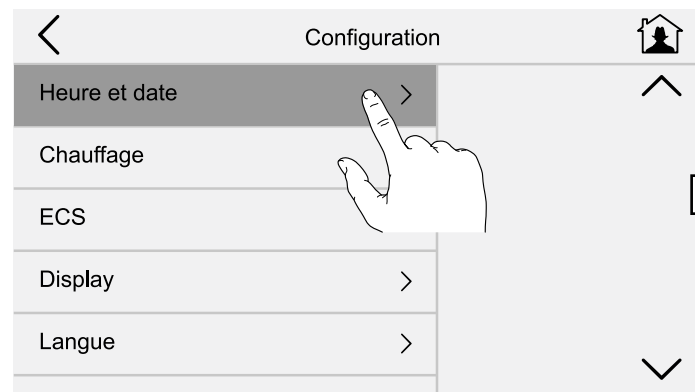 Configuration
Heure et date
Chauffage
ECS
Display
Langue